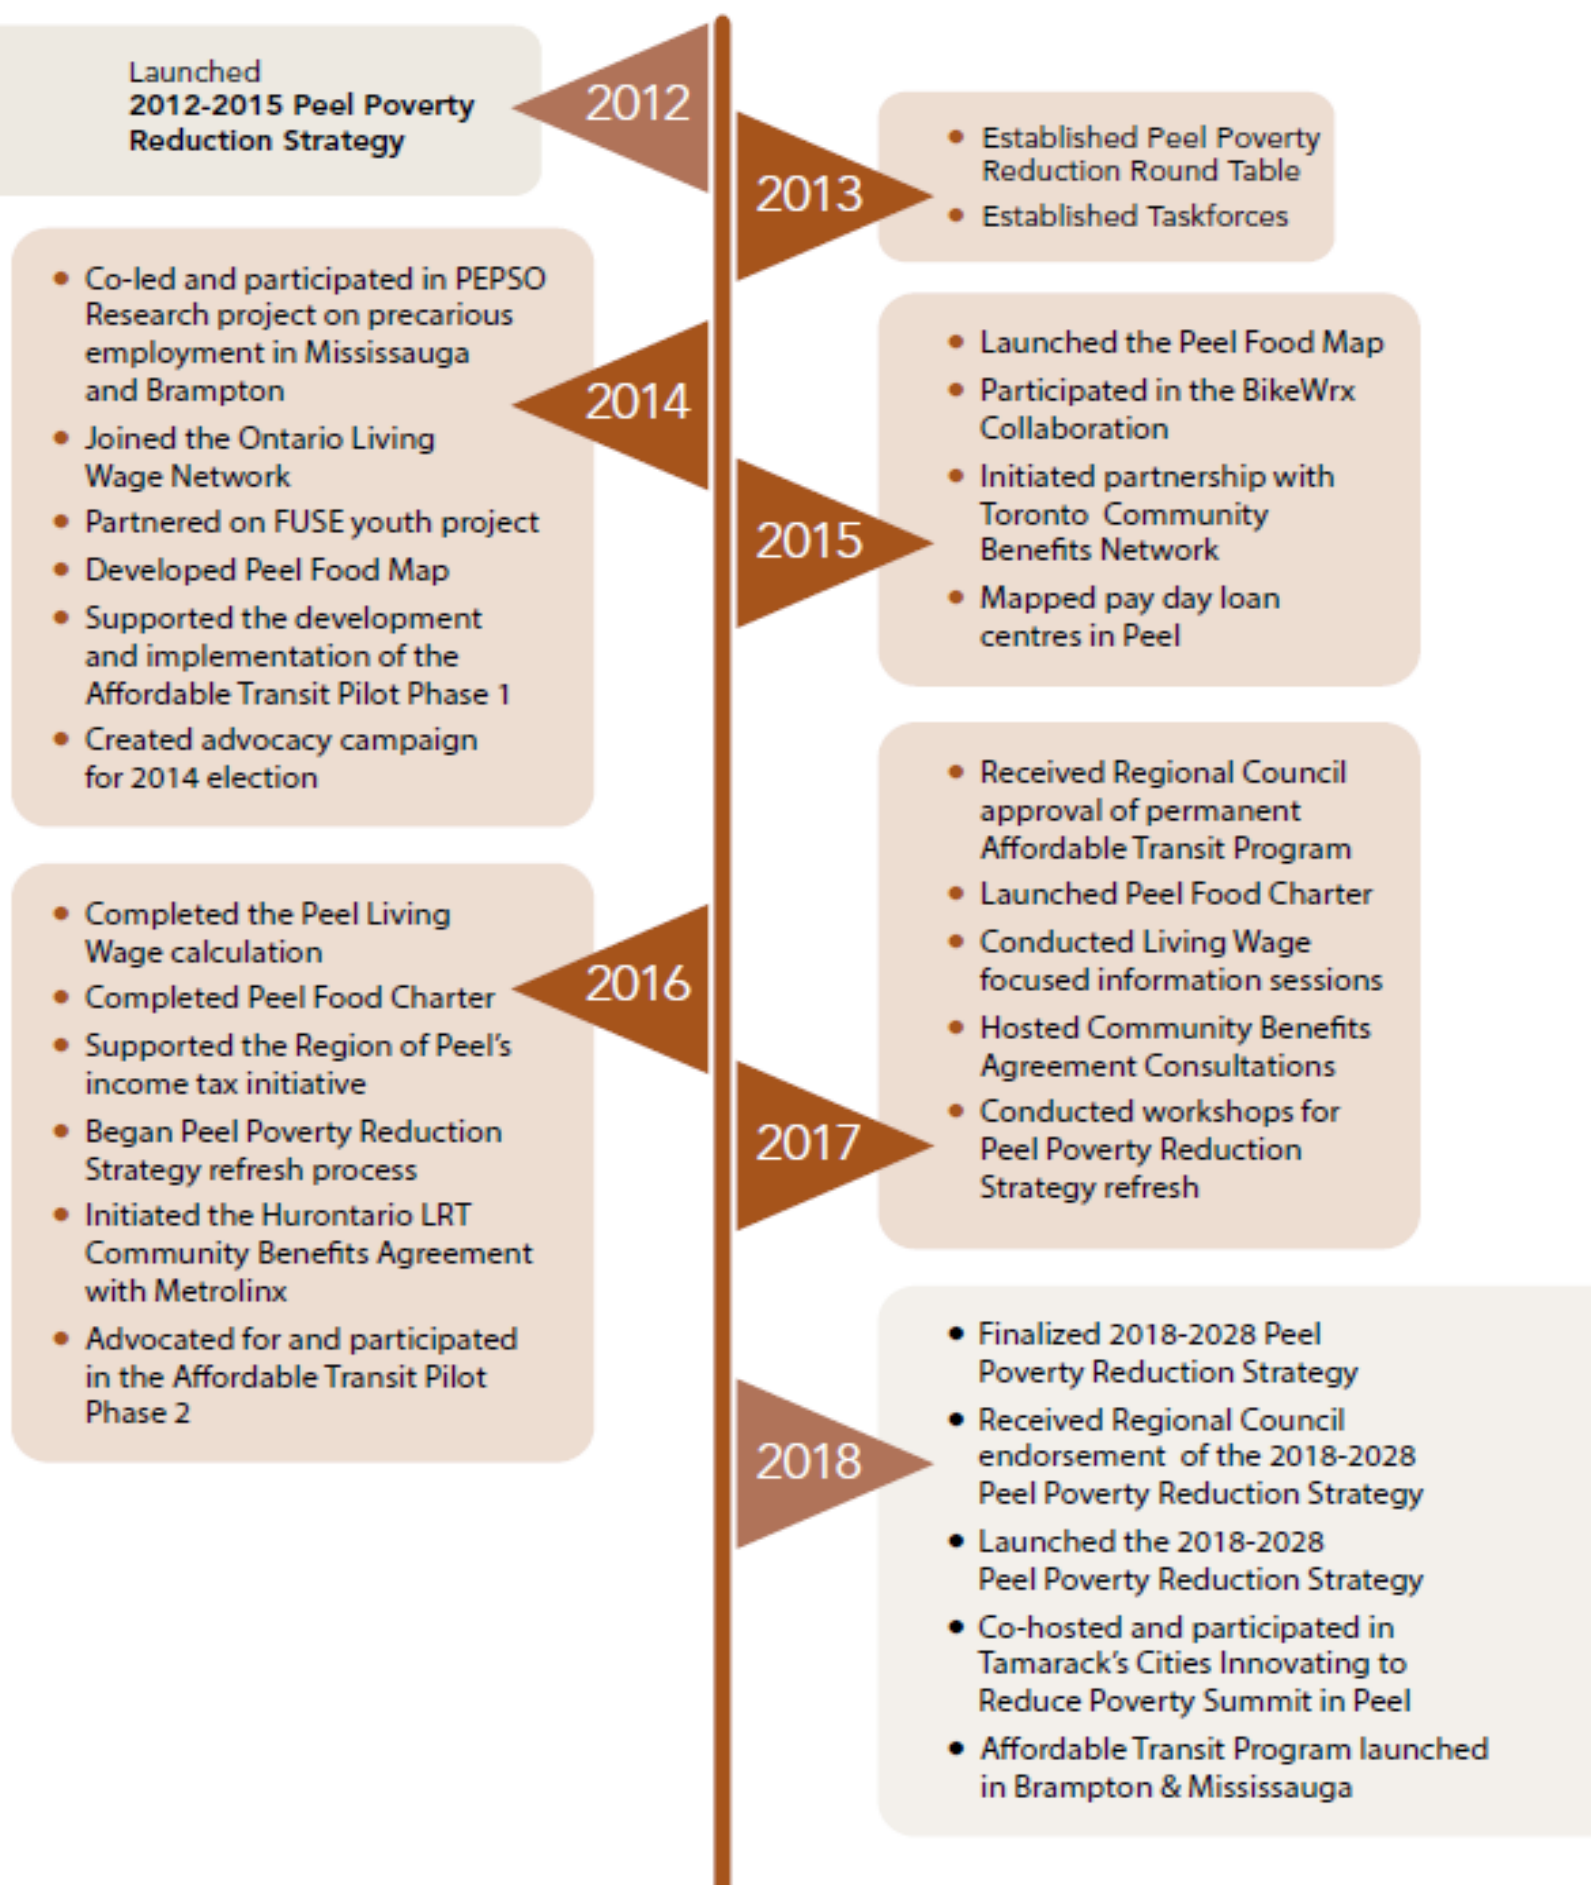 2012
Launched
2012-2015 Peel Poverty
Reduction Strategy
2013
• Established Peel Poverty
Reduction Round Table
• Established Taskforces
2014
• Co-led and participated in PEPSO
Research project on precarious
employment in Mississauga
and Brampton
• Joined the Ontario Living
Wage Network
• Partnered on FUSE youth project
• Developed Peel Food Map
• Supported the development
and implementation of the
Affordable Transit Pilot Phase 1
• Created advocacy campaign
for 2014 election
2015
• Launched the Peel Food Map
• Participated in the BikeWrx
Collaboration
• Initiated partnership with
Toronto Community
Benefits Network
• Mapped pay day loan
centres in Peel
2016
• Completed the Peel Living
Wage calculation
• Completed Peel Food Charter
• Supported the Region of Peel's
income tax initiative
• Began Peel Poverty Reduction
Strategy refresh process
• Initiated the Hurontario LRT
Community Benefits Agreement
with Metrolinx
• Advocated for and participated
in the Affordable Transit Pilot
Phase 2
2017
• Received Regional Council
approval of permanent
Affordable Transit Program
• Launched Peel Food Charter
• Conducted Living Wage
focused information sessions
• Hosted Community Benefits
Agreement Consultations
• Conducted workshops for
Peel Poverty Reduction
Strategy refresh
2018
• Finalized 2018-2028 Peel
Poverty Reduction Strategy
• Received Regional Council
endorsement of the 2018-2028
Peel Poverty Reduction Strategy
• Launched the 2018-2028
Peel Poverty Reduction Strategy
• Co-hosted and participated in
Tamarack's Cities Innovating to
Reduce Poverty Summit in Peel
• Affordable Transit Program launched
in Brampton & Mississauga